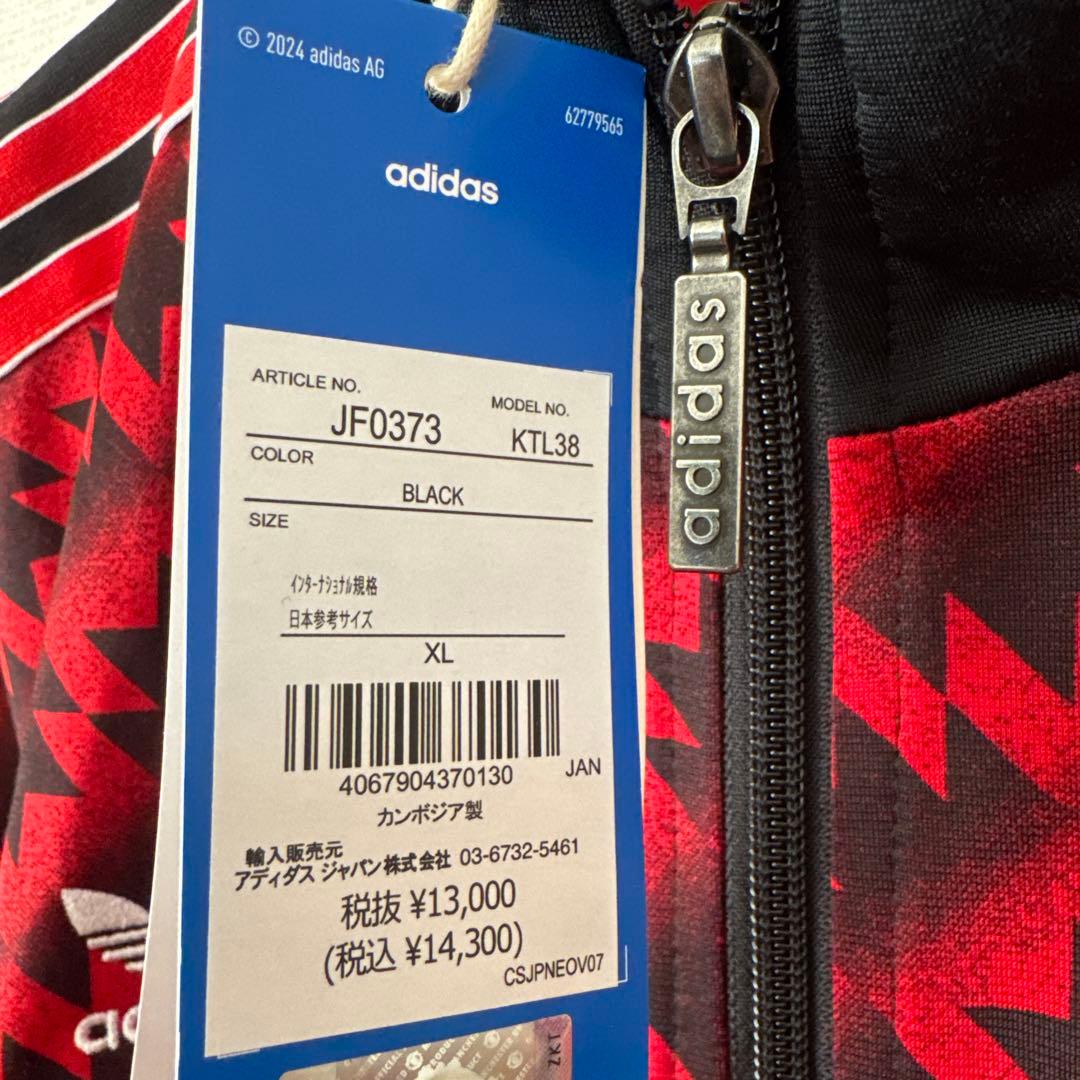 © 2024 adidas AG
62779565
adidas
ARTICLE NO.
MODEL NO.
JF0373
KTL38
COLOR
BLACK
SIZE
ｲﾝﾀｰﾅｼｮﾅﾙ規格
日本参考サイズ
XL
4067904370130
JAN
カンボジア製
輸入販売元
アディダス ジャパン株式会社 03-6732-5461
税抜 ¥13,000
(税込 ¥14,300)
CSJPNEOV07
ZKT
adidas